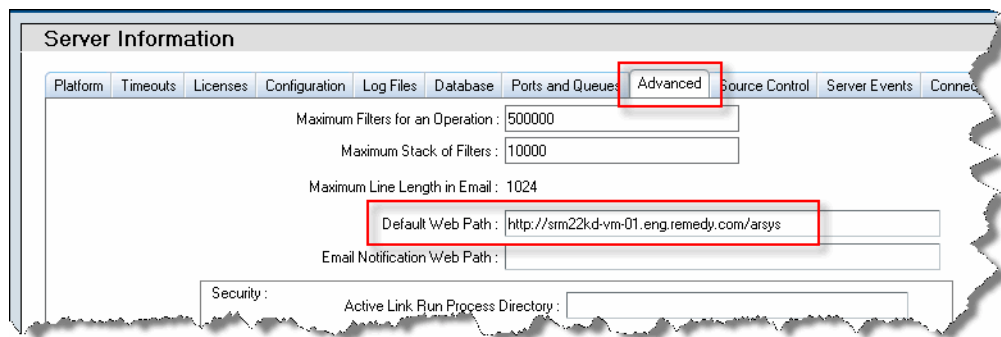 Server Information
Platform Timeouts Licenses Configuration Log Files Database Ports and Queues Advanced Source Control Server Events
Maximum Filters for an Operation : 500000
Maximum Stack of Filters : 10000
Maximum Line Length in Email : 1024
Default Web Path : http://srm22kd-vm-01.eng.remedy.com/arsys
Email Notification Web Path :
Security :
Active Link Run Process Directory :